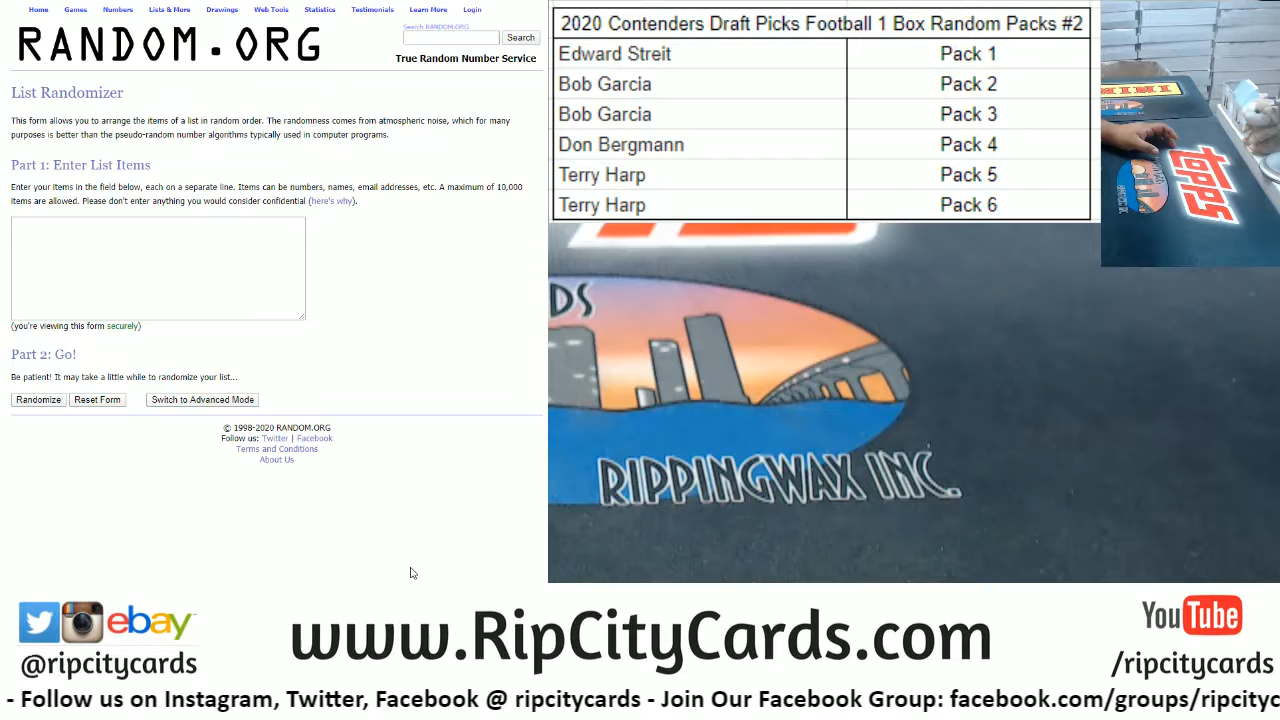 Home Games Numbers Lists & More Drawings Web Tools Statistics Testimonials Learn More Login
RANDOM.ORG
Search RANDOM.ORG
Search
True Random Number Service
List Randomizer
This form allows you to arrange the items of a list in random order. The randomness comes from atmospheric noise, which for many
purposes is better than the pseudo-random number algorithms typically used in computer programs.
Part 1: Enter List Items
Enter your items in the field below, each on a separate line. Items can be numbers, names, email addresses, etc. A maximum of 10,000
items are allowed. Please don't enter anything you would consider confidential (here's why).
(you're viewing this form securely)
Part 2: Go!
Be patient! It may take a little while to randomize your list...
Randomize Reset Form Switch to Advanced Mode
© 1998-2020 RANDOM.ORG
Follow us: Twitter | Facebook
Terms and Conditions
About Us
2020 Contenders Draft Picks Football 1 Box Random Packs #2
Edward Streit Pack 1
Bob Garcia Pack 2
Bob Garcia Pack 3
Don Bergmann Pack 4
Terry Harp Pack 5
Terry Harp Pack 6
topps
DS
RIPPINGWAX INC.
ebay
@ripcitycards
www.RipCityCards.com
YouTube
/ripcitycards
- Follow us on Instagram, Twitter, Facebook @ ripcitycards - Join Our Facebook Group: facebook.com/groups/ripcityc